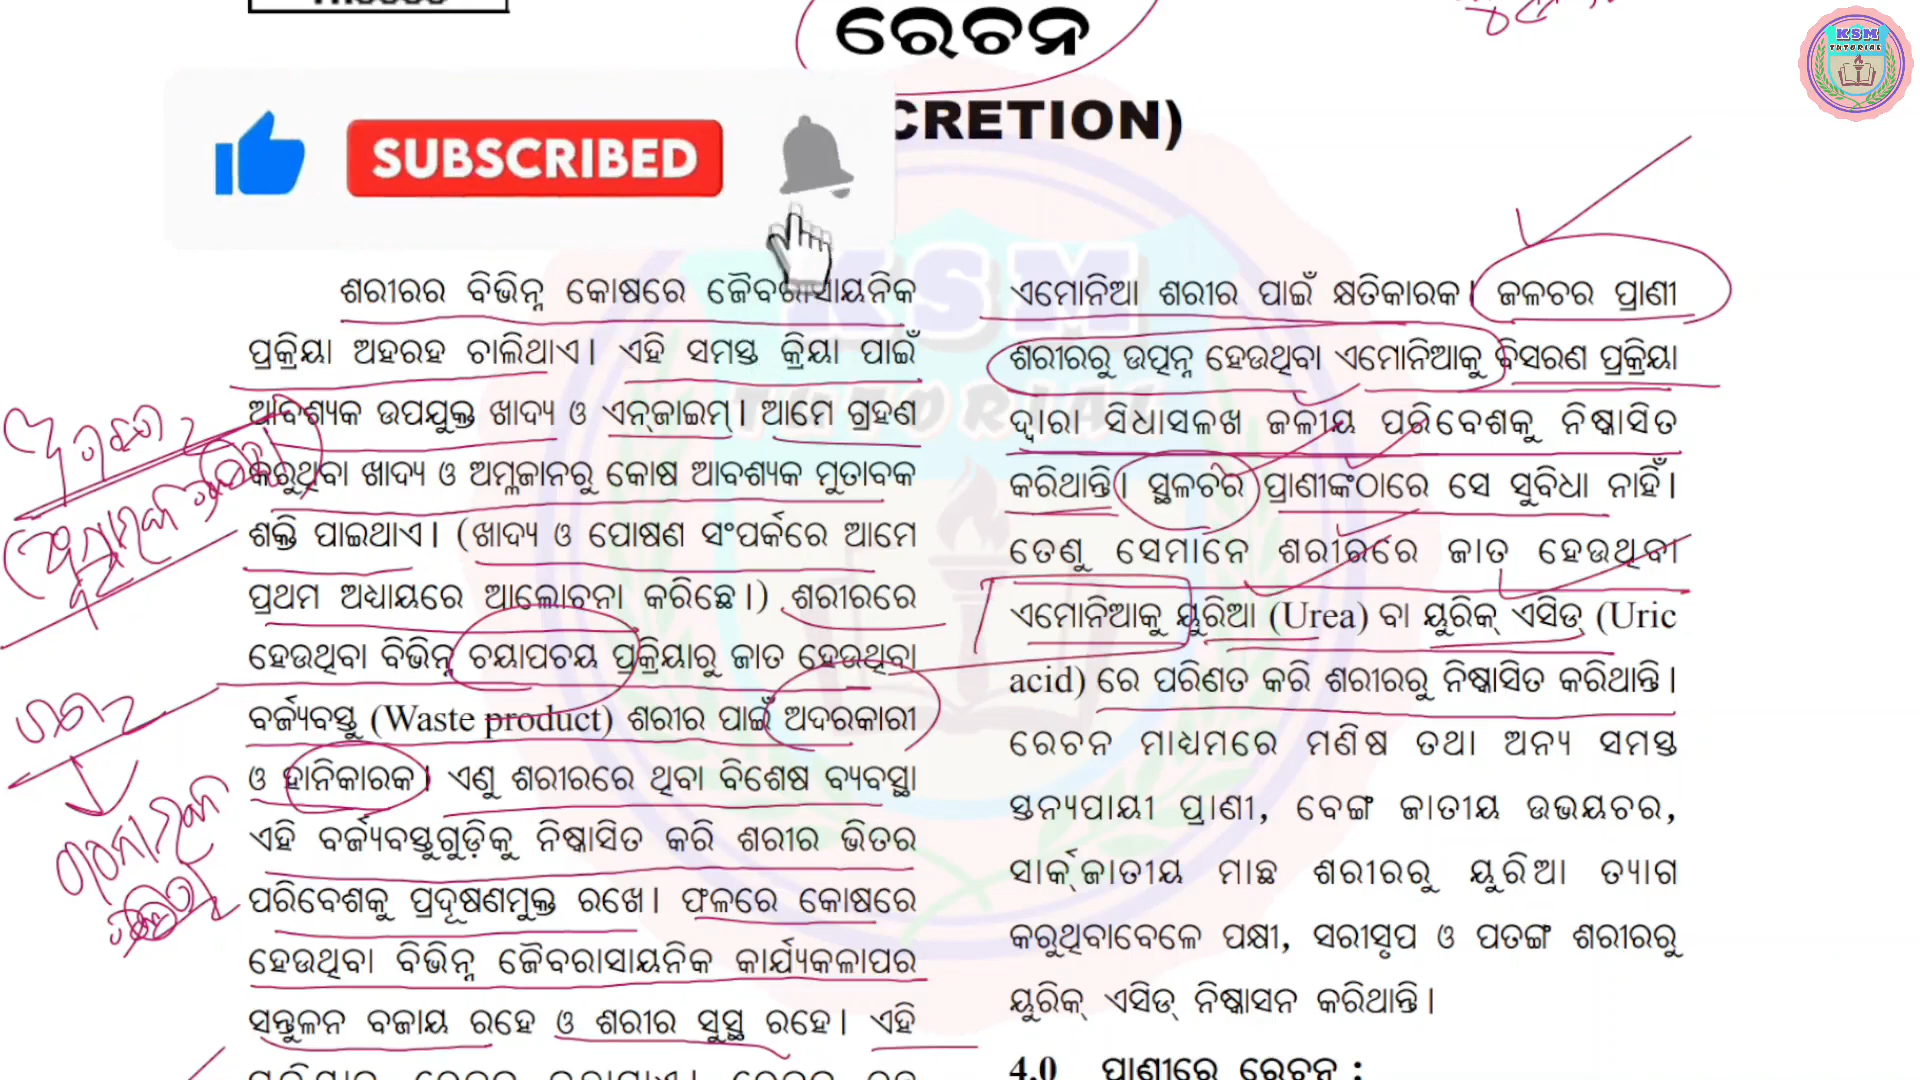 ରେଚନ
CRETION)
SUBSCRIBED
KSM
TUTORIAL
ଶରୀରର ବିଭିନ୍ନ କୋଷରେ ଜୈବରାସାୟନିକ
ପ୍ରକ୍ରିୟା ଅହରହ ଚାଲିଥାଏ। ଏହି ସମସ୍ତ କ୍ରିୟା ପାଇଁ
ଆବଶ୍ୟକ ଉପଯୁକ୍ତ ଖାଦ୍ୟ ଓ ଏନ୍‌ଜାଇମ୍। ଆମେ ଗ୍ରହଣ
କରୁଥିବା ଖାଦ୍ୟ ଓ ଅମ୍ଳଜାନରୁ କୋଷ ଆବଶ୍ୟକ ମୁତାବକ
ଶକ୍ତି ପାଇଥାଏ। (ଖାଦ୍ୟ ଓ ପୋଷଣ ସଂପର୍କରେ ଆମେ
ପ୍ରଥମ ଅଧ୍ୟାୟରେ ଆଲୋଚନା କରିଛେ।) ଶରୀରରେ
ହେଉଥିବା ବିଭିନ୍ନ ଚୟାପଚୟ ପ୍ରକ୍ରିୟାରୁ ଜାତ ହେଉଥିବା
ବର୍ଜ୍ୟବସ୍ତୁ (Waste product) ଶରୀର ପାଇଁ ଅଦରକାରୀ
ଓ ହାନିକାରକ। ଏଣୁ ଶରୀରରେ ଥିବା ବିଶେଷ ବ୍ୟବସ୍ଥା
ଏହି ବର୍ଜ୍ୟବସ୍ତୁଗୁଡ଼ିକୁ ନିଷ୍କାସିତ କରି ଶରୀର ଭିତର
ପରିବେଶକୁ ପ୍ରଦୂଷଣମୁକ୍ତ ରଖେ। ଫଳରେ କୋଷରେ
ହେଉଥିବା ବିଭିନ୍ନ ଜୈବରାସାୟନିକ କାର୍ଯ୍ୟକଳାପର
ସନ୍ତୁଳନ ବଜାୟ ରହେ ଓ ଶରୀର ସୁସ୍ଥ ରହେ। ଏହି
ଏମୋନିଆ ଶରୀର ପାଇଁ କ୍ଷତିକାରକ। ଜଳଚର ପ୍ରାଣୀ
ଶରୀରରୁ ଉତ୍ପନ୍ନ ହେଉଥିବା ଏମୋନିଆକୁ ବିସରଣ ପ୍ରକ୍ରିୟା
ଦ୍ୱାରା ସିଧାସଳଖ ଜଳୀୟ ପରିବେଶକୁ ନିଷ୍କାସିତ
କରିଥାନ୍ତି। ସ୍ଥଳଚର ପ୍ରାଣୀଙ୍କଠାରେ ସେ ସୁବିଧା ନାହିଁ।
ତେଣୁ ସେମାନେ ଶରୀରରେ ଜାତ ହେଉଥିବା
ଏମୋନିଆକୁ ୟୁରିଆ (Urea) ବା ୟୁରିକ୍ ଏସିଡ୍ (Uric
acid) ରେ ପରିଣତ କରି ଶରୀରରୁ ନିଷ୍କାସିତ କରିଥାନ୍ତି।
ରେଚନ ମାଧ୍ୟମରେ ମଣିଷ ତଥା ଅନ୍ୟ ସମସ୍ତ
ସ୍ତନ୍ୟପାୟୀ ପ୍ରାଣୀ, ବେଙ୍ଗ ଜାତୀୟ ଉଭୟଚର,
ସାର୍କ୍‌ଜାତୀୟ ମାଛ ଶରୀରରୁ ୟୁରିଆ ତ୍ୟାଗ
କରୁଥିବାବେଳେ ପକ୍ଷୀ, ସରୀସୃପ ଓ ପତଙ୍ଗ ଶରୀରରୁ
ୟୁରିକ୍ ଏସିଡ୍ ନିଷ୍କାସନ କରିଥାନ୍ତି।
4.0 ପ୍ରାଣୀରେ ରେଚନ :
KSM
TUTORIAL